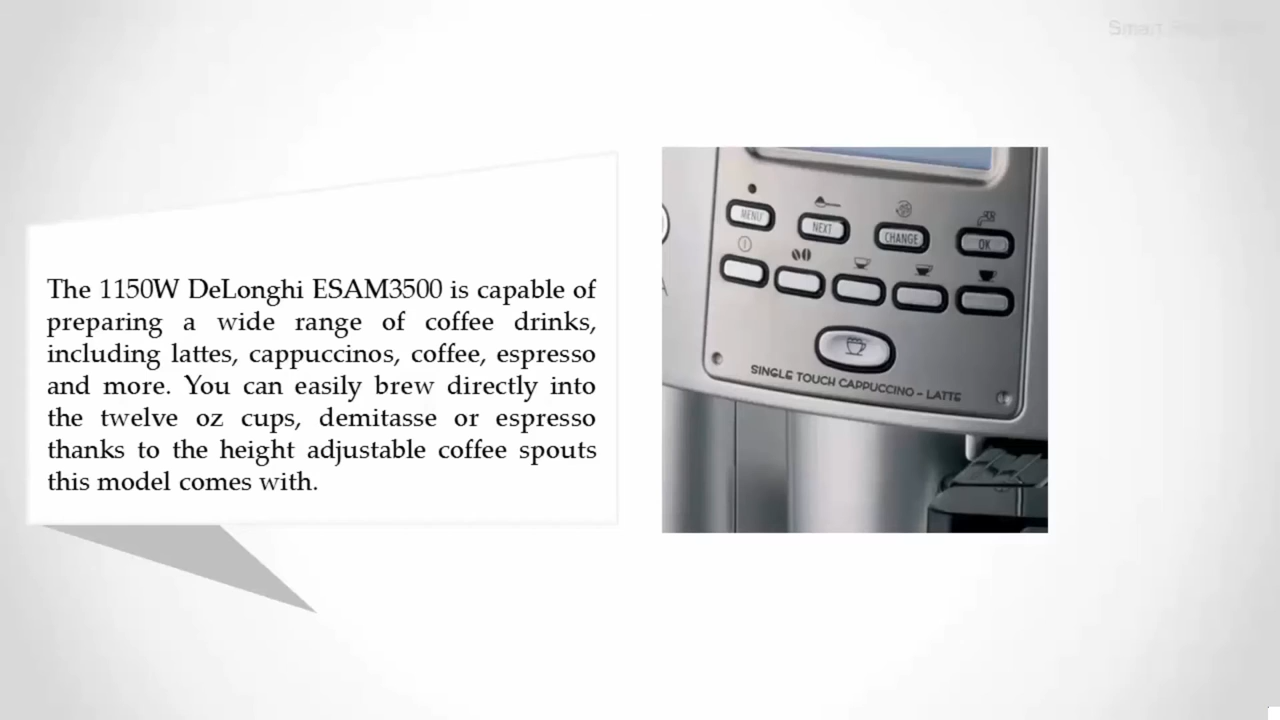 The 1150W DeLonghi ESAM3500 is capable of
preparing a wide range of coffee drinks,
including lattes, cappuccinos, coffee, espresso
and more. You can easily brew directly into
the twelve oz cups, demitasse or espresso
thanks to the height adjustable coffee spouts
this model comes with.
MENU
NEXT
CHANGE
OK
SINGLE TOUCH CAPPUCCINO – LATTE